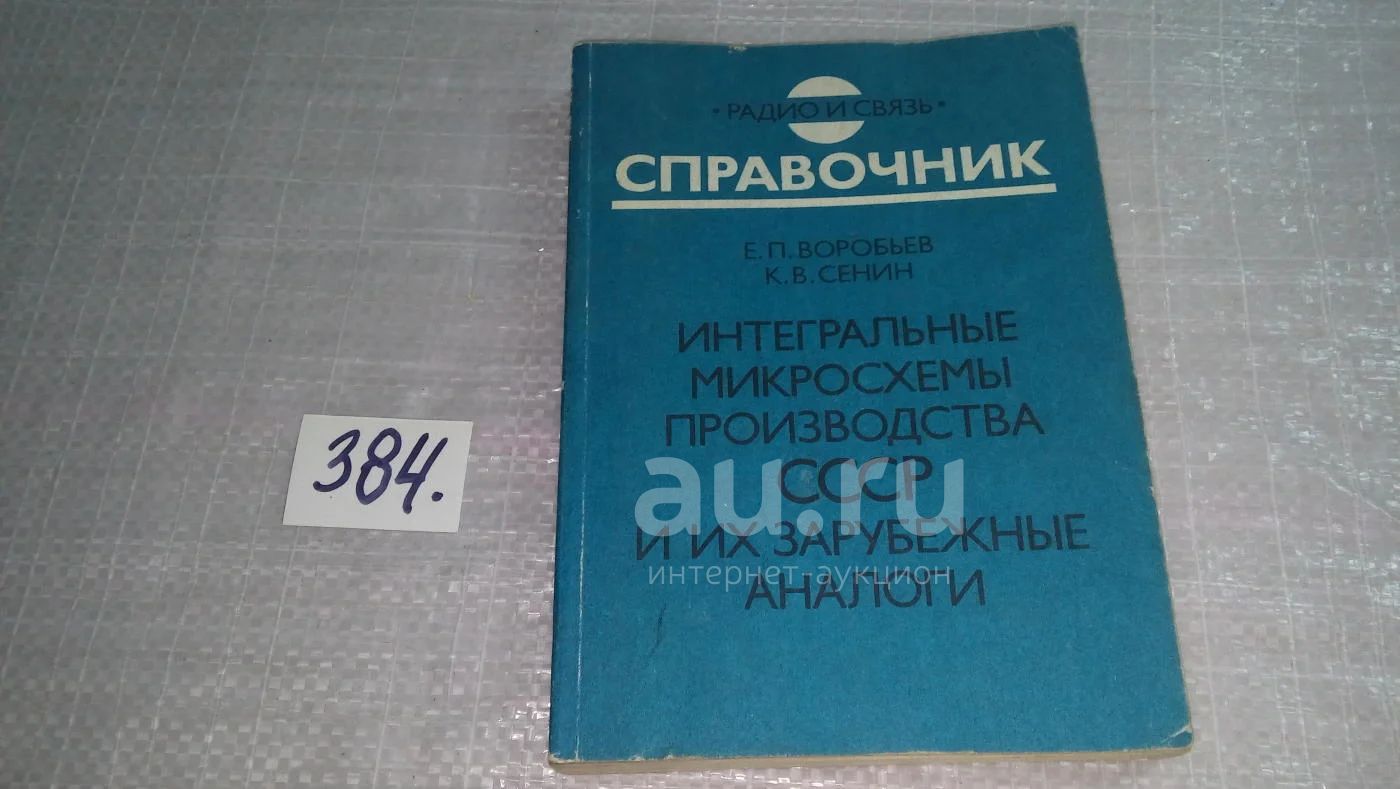 • РАДИО И СВЯЗЬ •
СПРАВОЧНИК
Е. П. ВОРОБЬЕВ
К. В. СЕНИН
ИНТЕГРАЛЬНЫЕ
МИКРОСХЕМЫ
ПРОИЗВОДСТВА
СССР
И ИХ ЗАРУБЕЖНЫЕ
АНАЛОГИ
384.
au.ru
интернет-аукцион